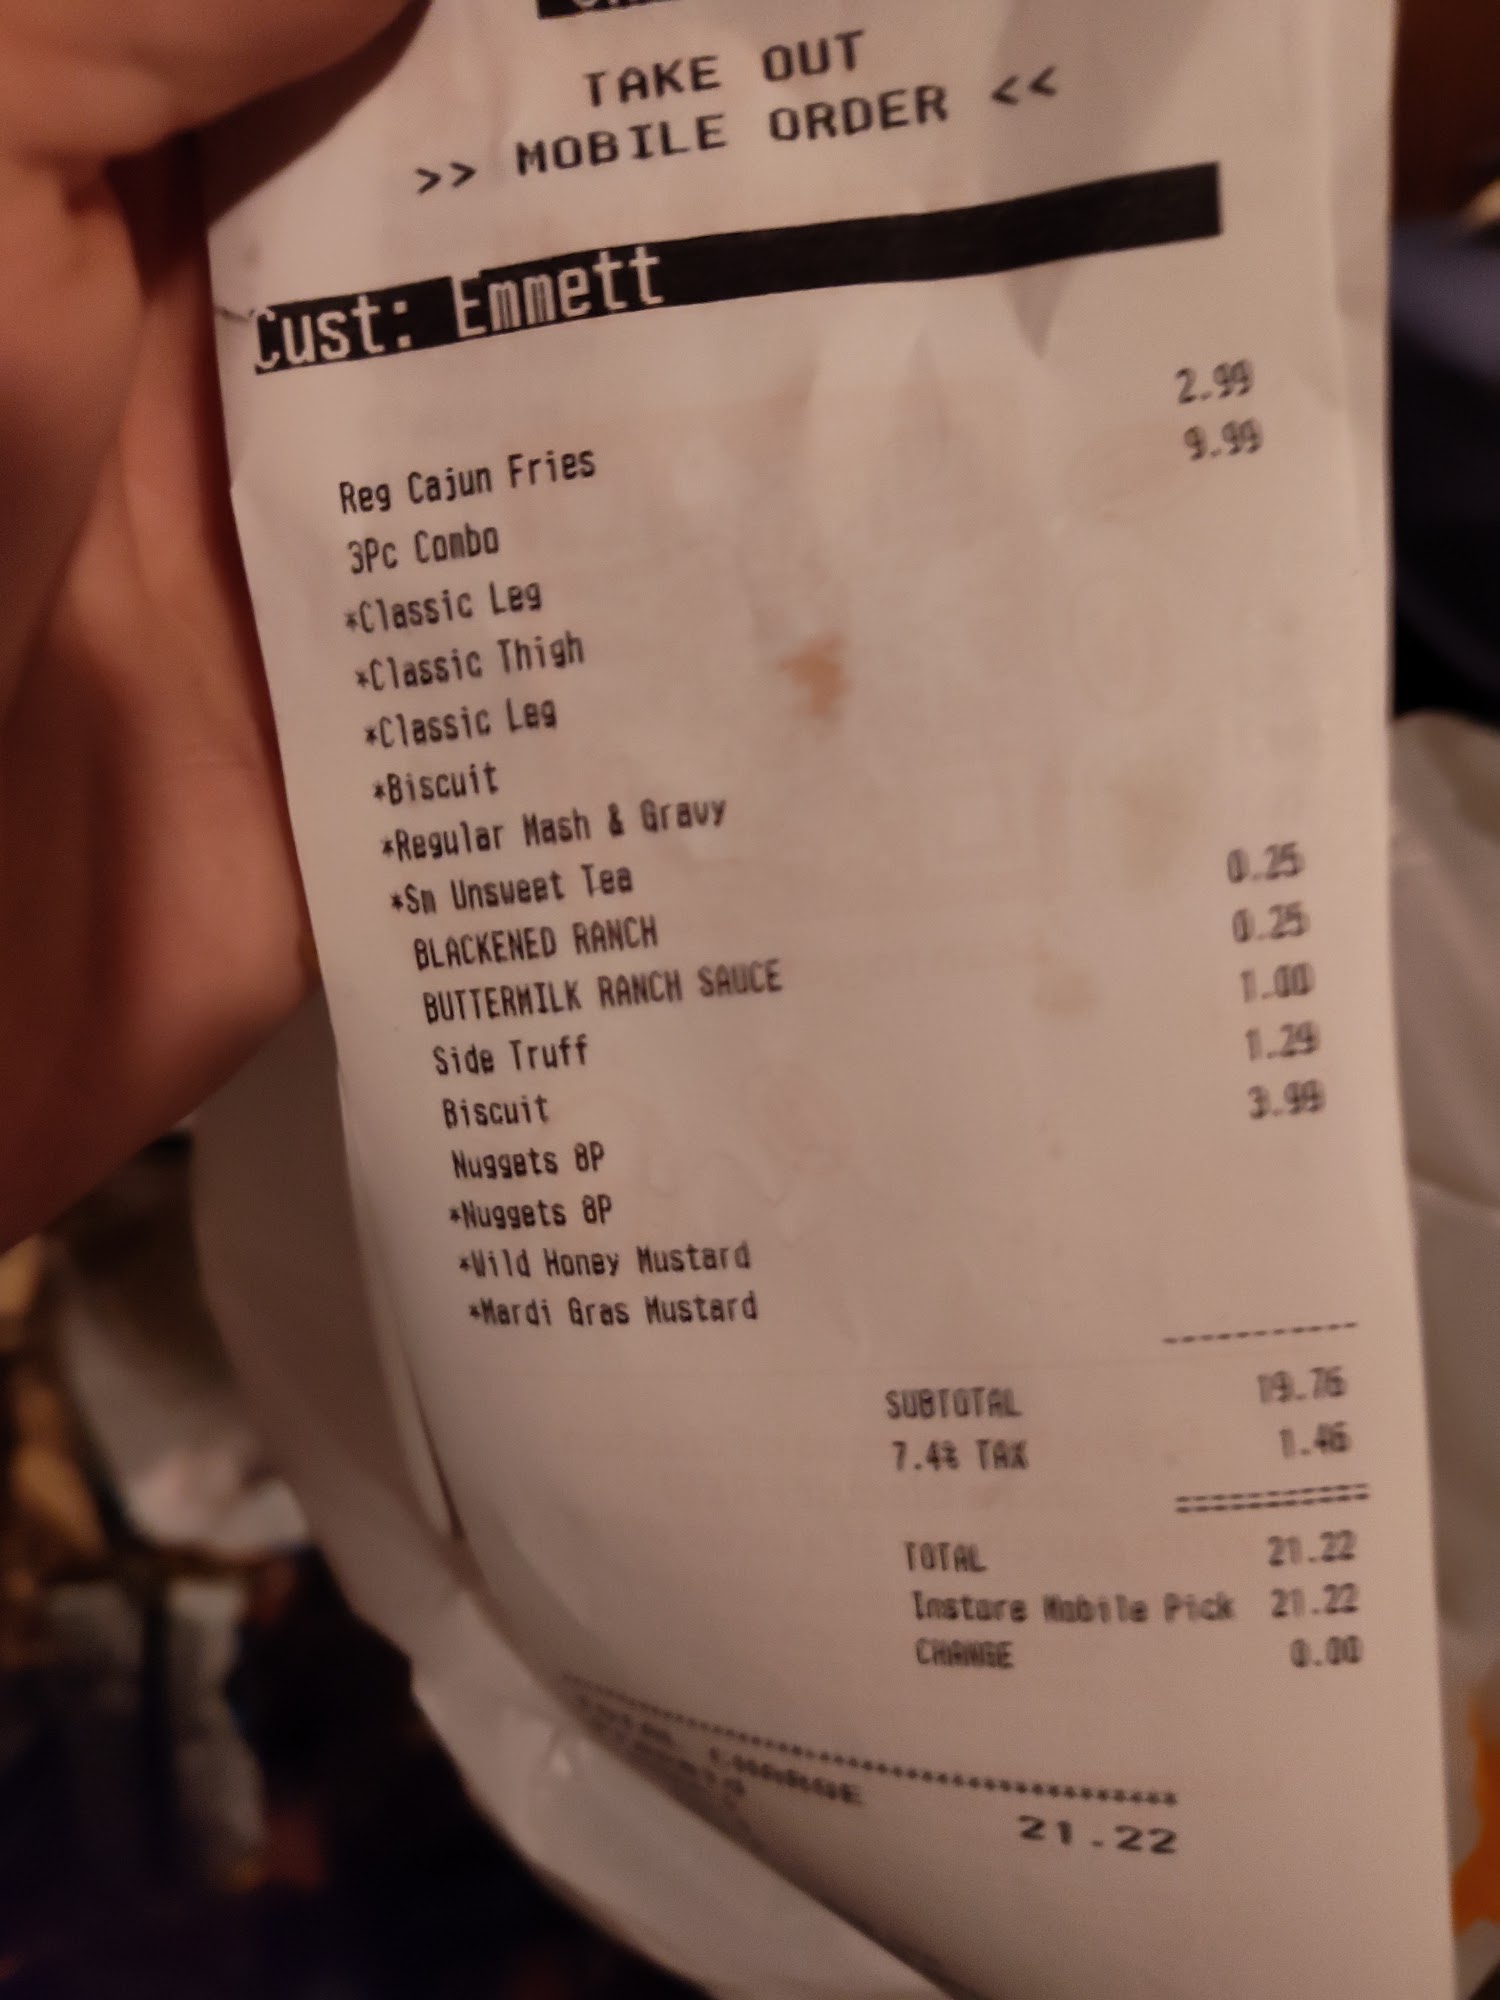 TAKE OUT
>> MOBILE ORDER <<
Cust: Emmett
Reg Cajun Fries 2.99
3Pc Combo 9.99
*Classic Leg
*Classic Thigh
*Classic Leg
*Biscuit
*Regular Mash & Gravy
*Sm Unsweet Tea
BLACKENED RANCH 0.25
BUTTERMILK RANCH SAUCE 0.25
Side Truff 1.00
Biscuit 1.29
Nuggets 8P 3.99
*Nuggets 8P
*Wild Honey Mustard
*Mardi Gras Mustard
SUBTOTAL 19.76
7.4% TAX 1.46
TOTAL 21.22
Instore Mobile Pick 21.22
CHANGE 0.00
CHARGE
21.22